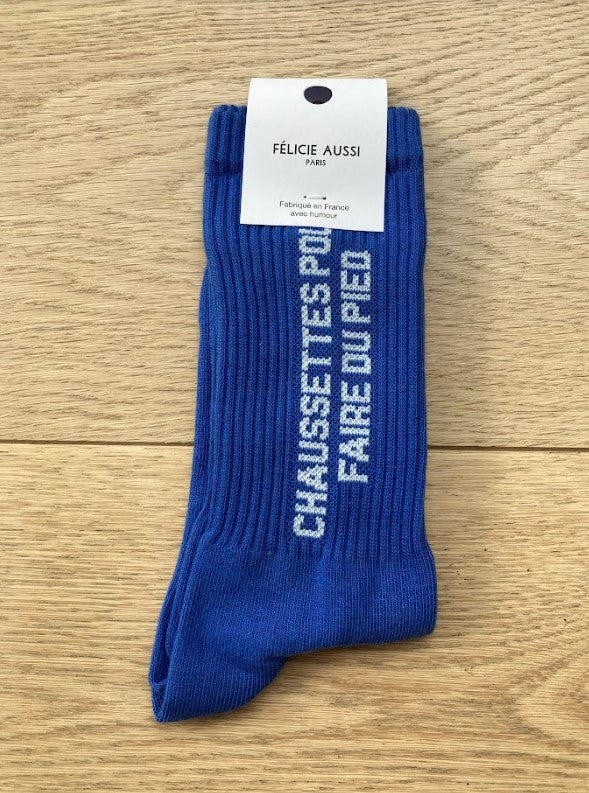 FÉLICIE AUSSI
PARIS
Fabriqué en France
avec humour
CHAUSSETTES
FAIRE DU PIED